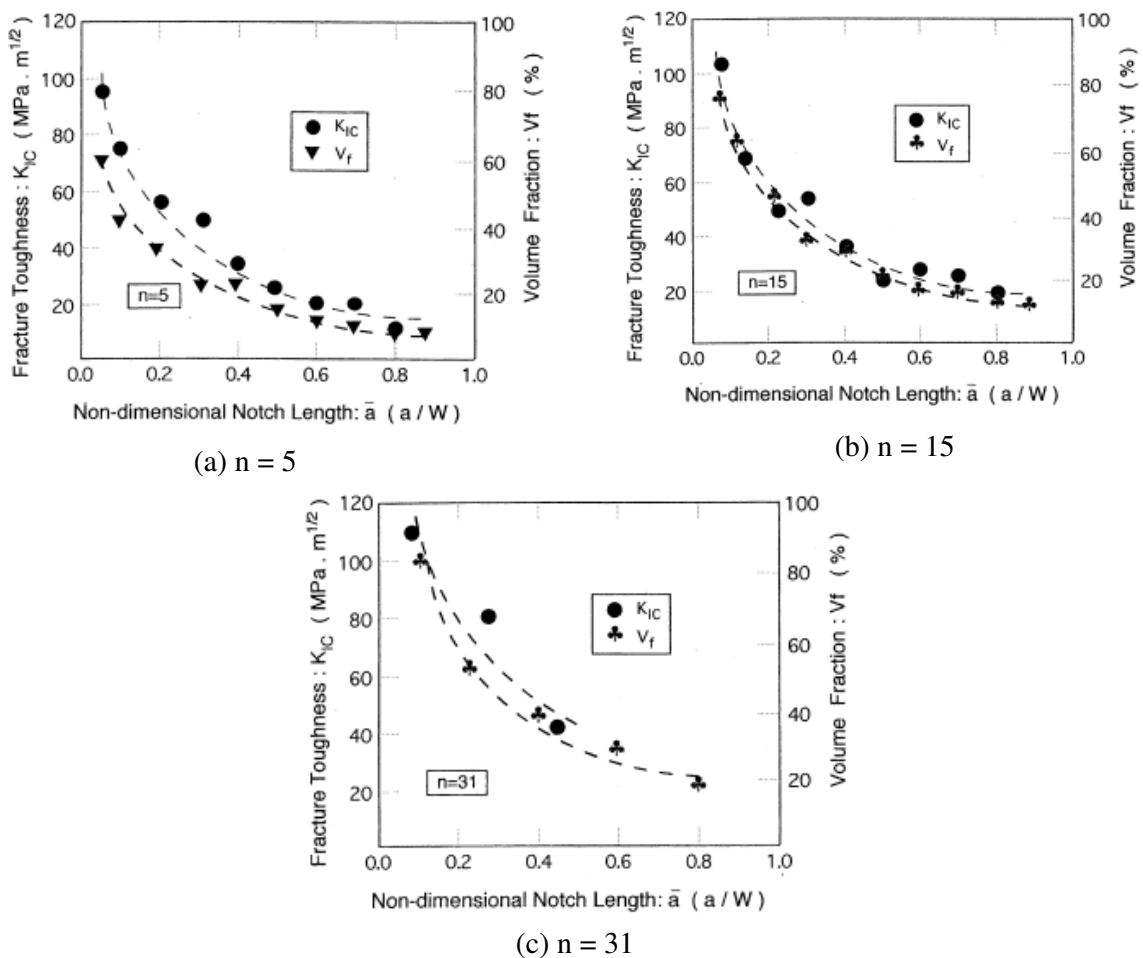 120
100
80
60
40
20
Fracture Toughness : K_IC ( MPa . m^1/2 )
100
80
60
40
20
Volume Fraction : Vf ( % )
K_IC
V_f
n=5
0.0 0.2 0.4 0.6 0.8 1.0
Non-dimensional Notch Length: a̅ ( a / W )
(a) n = 5
120
100
80
60
40
20
Fracture Toughness : K_IC ( MPa . m^1/2 )
100
80
60
40
20
Volume Fraction : Vf ( % )
K_IC
V_f
n=15
0.0 0.2 0.4 0.6 0.8 1.0
Non-dimensional Notch Length: a̅ ( a / W )
(b) n = 15
120
100
80
60
40
20
Fracture Toughness : K_IC ( MPa . m^1/2 )
100
80
60
40
20
Volume Fraction : Vf ( % )
K_IC
V_f
n=31
0.0 0.2 0.4 0.6 0.8 1.0
Non-dimensional Notch Length: a̅ ( a / W )
(c) n = 31